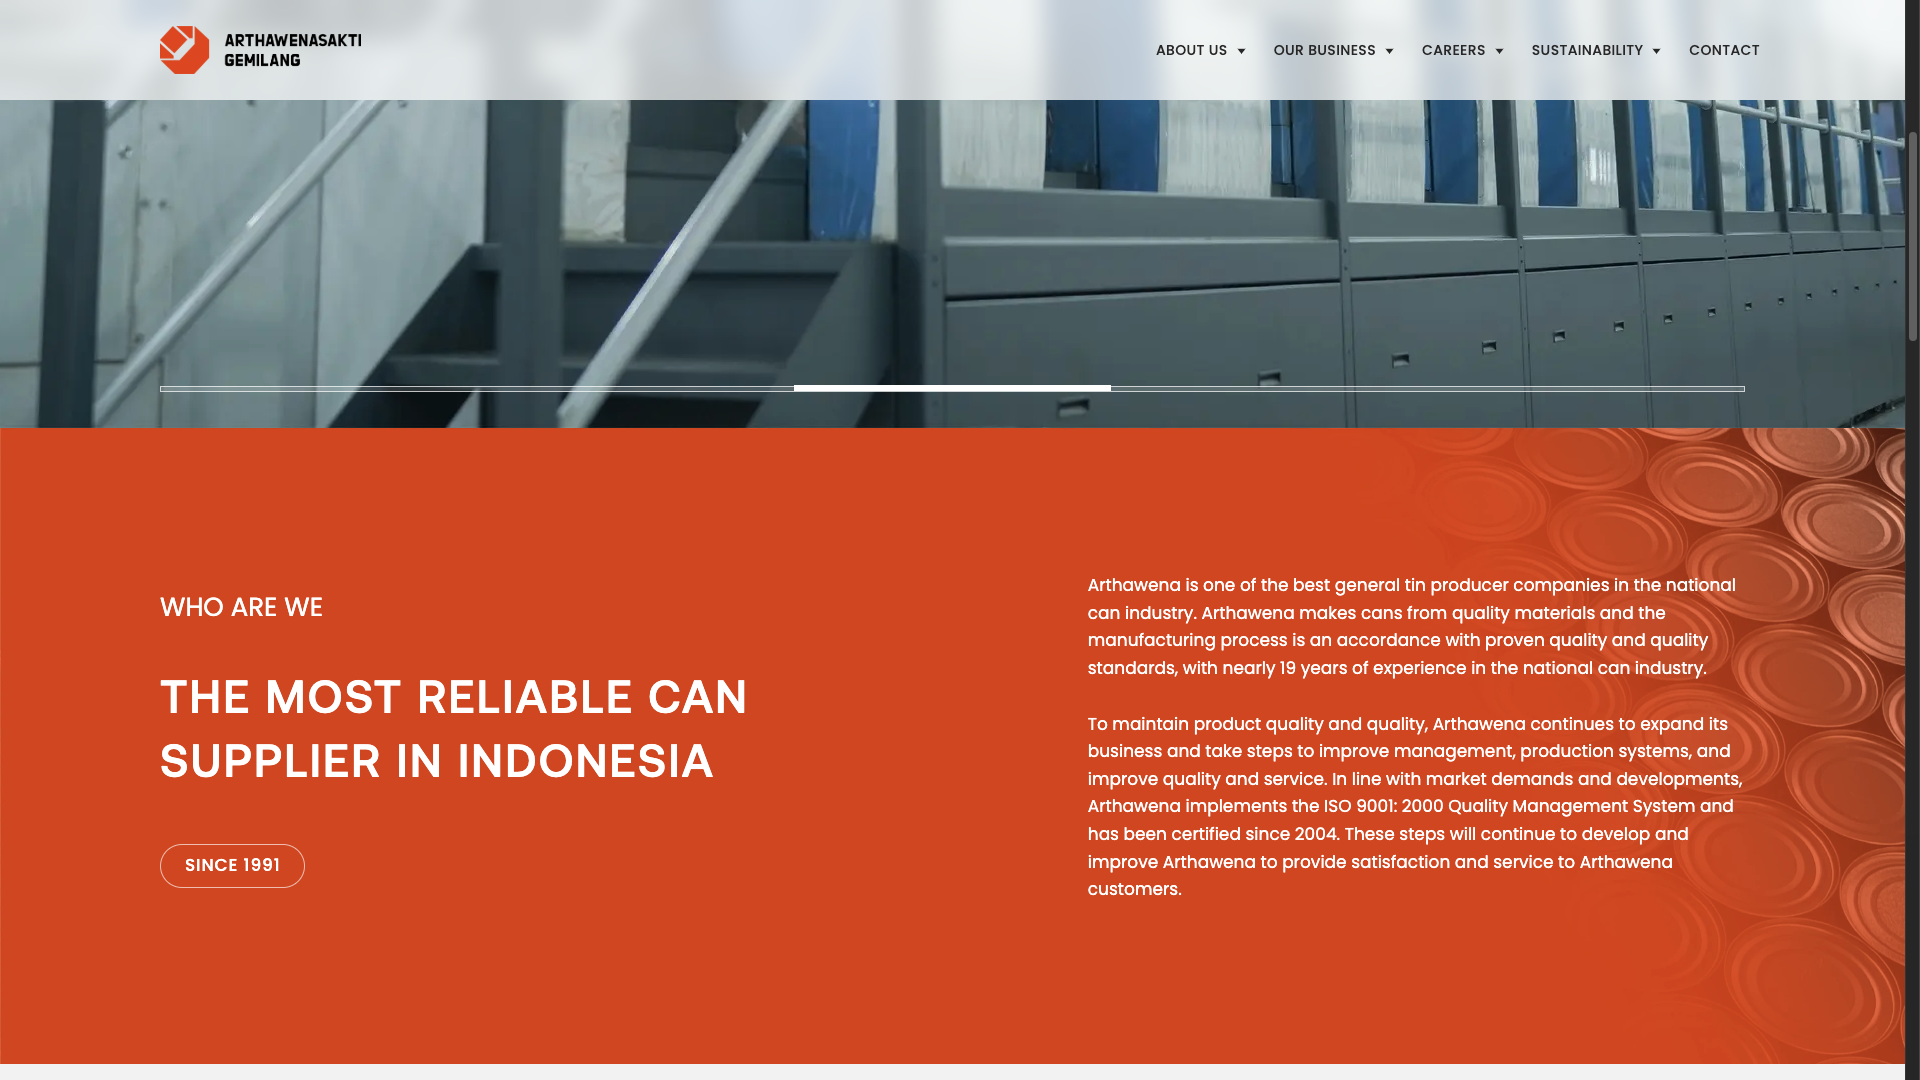 ARTHAWENASAKTI
GEMILANG
ABOUT US
OUR BUSINESS
CAREERS
SUSTAINABILITY
CONTACT
WHO ARE WE
THE MOST RELIABLE CAN
SUPPLIER IN INDONESIA
SINCE 1991
Arthawena is one of the best general tin producer companies in the national
can industry. Arthawena makes cans from quality materials and the
manufacturing process is an accordance with proven quality and quality
standards, with nearly 19 years of experience in the national can industry.
To maintain product quality and quality, Arthawena continues to expand its
business and take steps to improve management, production systems, and
improve quality and service. In line with market demands and developments,
Arthawena implements the ISO 9001: 2000 Quality Management System and
has been certified since 2004. These steps will continue to develop and
improve Arthawena to provide satisfaction and service to Arthawena
customers.